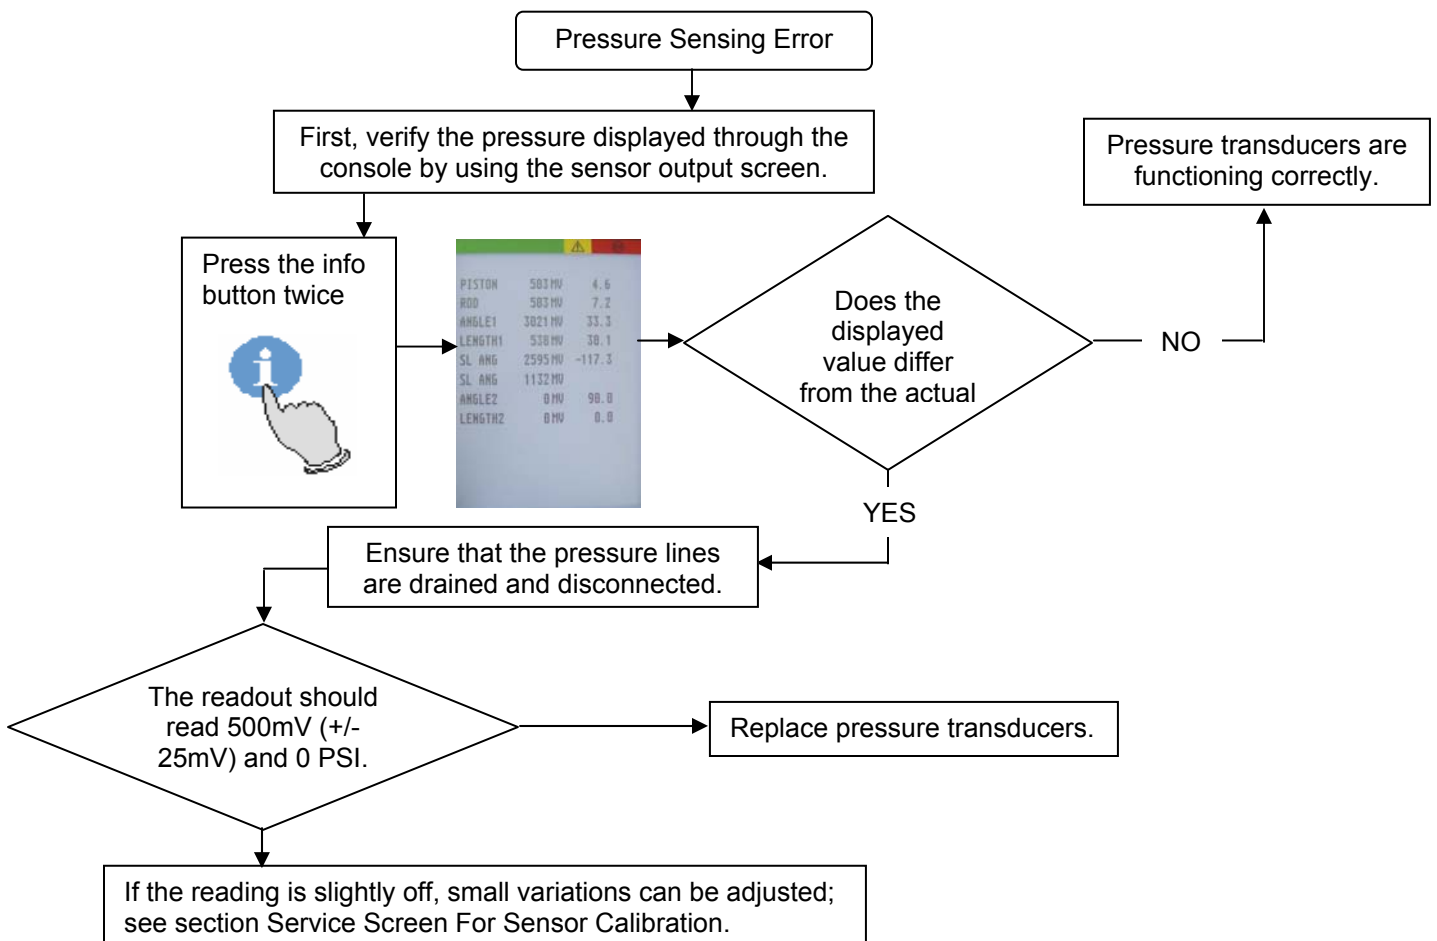 Pressure Sensing Error
First, verify the pressure displayed through the
console by using the sensor output screen.
Pressure transducers are
functioning correctly.
Press the info
button twice
i
PISTON 503 MV 4.6
ROD 503 MV 7.2
ANGLE1 3021 MV 33.3
LENGTH1 538 MV 30.1
SL ANG 2595 MV -117.3
SL ANG 1132 MV
ANGLE2 0 MV 90.0
LENGTH2 0 MV 0.0
Does the
displayed
value differ
from the actual
NO
YES
Ensure that the pressure lines
are drained and disconnected.
The readout should
read 500mV (+/-
25mV) and 0 PSI.
Replace pressure transducers.
If the reading is slightly off, small variations can be adjusted;
see section Service Screen For Sensor Calibration.